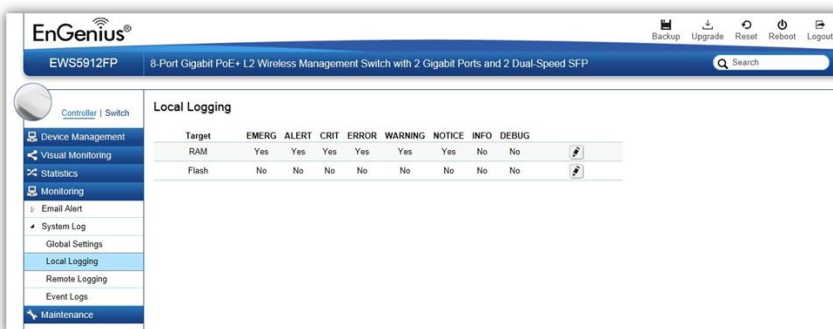 EnGenius®
Backup Upgrade Reset Reboot Logout
EWS5912FP
8-Port Gigabit PoE+ L2 Wireless Management Switch with 2 Gigabit Ports and 2 Dual-Speed SFP
Search
Controller | Switch
Device Management
Visual Monitoring
Statistics
Monitoring
Email Alert
System Log
Global Settings
Local Logging
Remote Logging
Event Logs
Maintenance
Local Logging
Target EMERG ALERT CRIT ERROR WARNING NOTICE INFO DEBUG
RAM Yes Yes Yes Yes Yes Yes No No
Flash No No No No No No No No